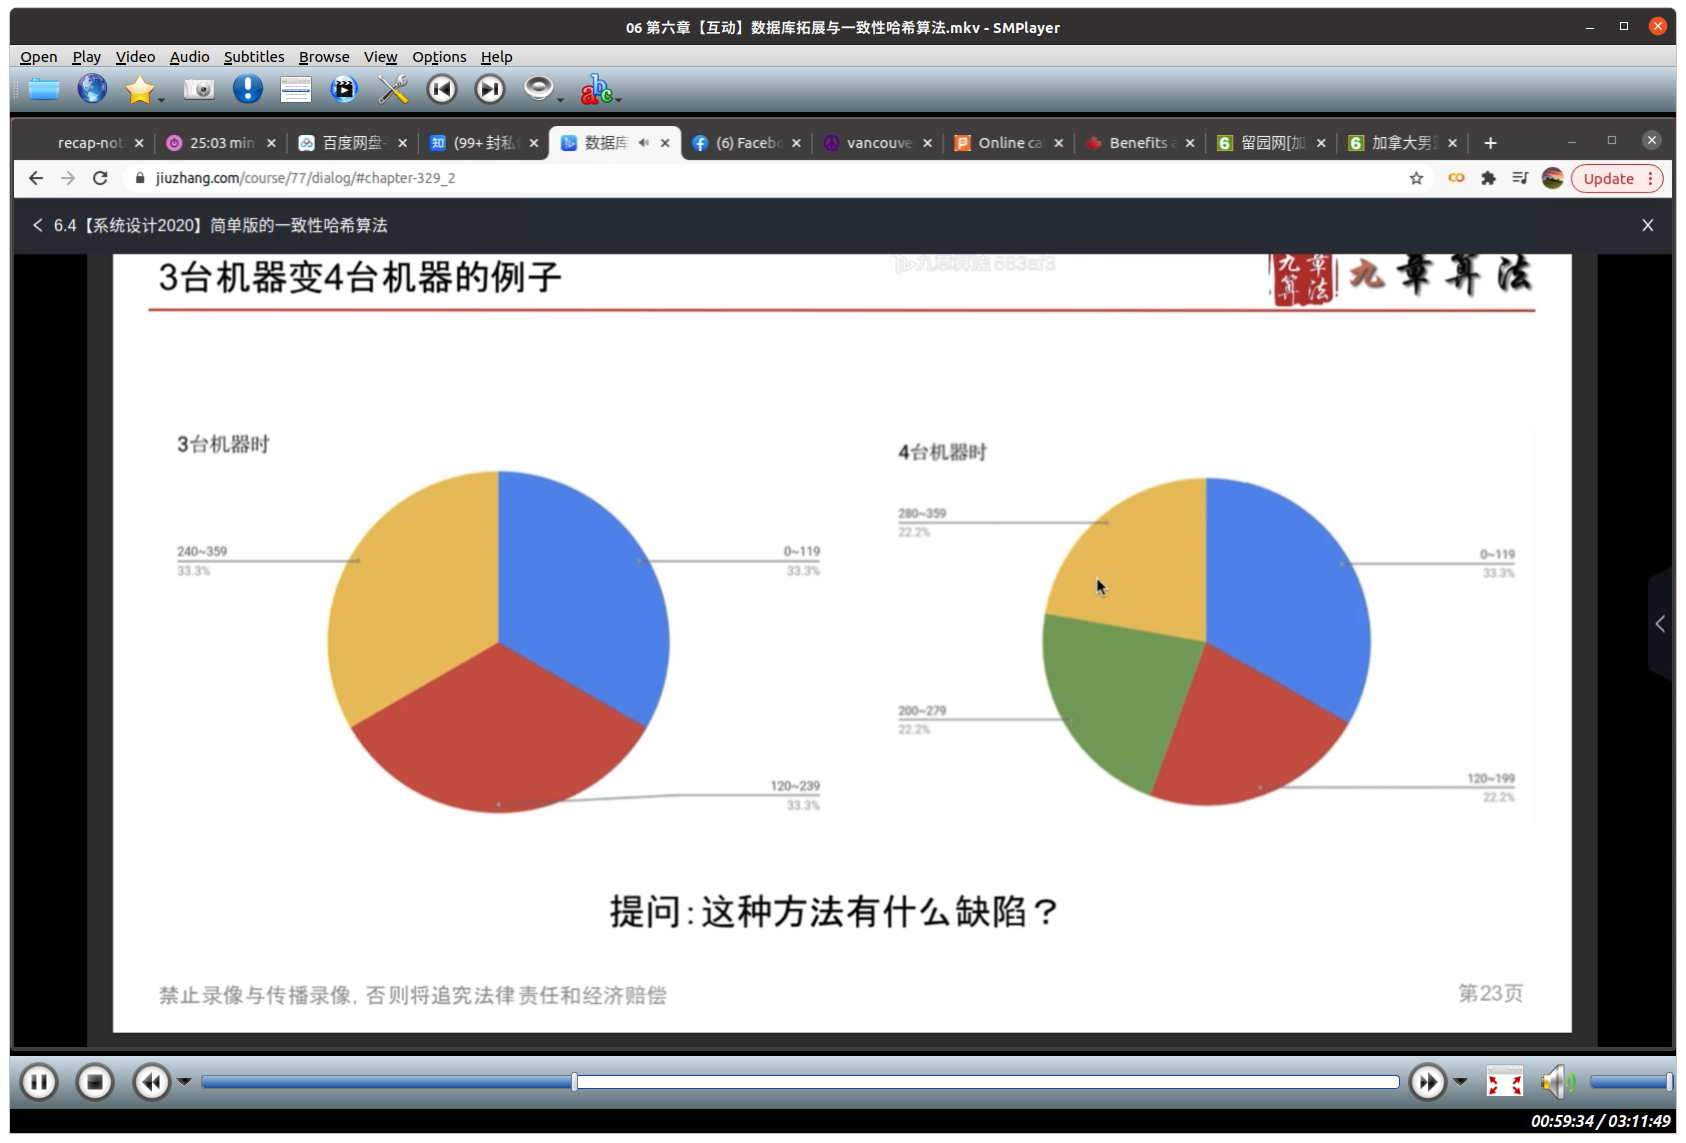 06 第六章【互动】数据库拓展与一致性哈希算法.mkv - SMPlayer
Open Play Video Audio Subtitles Browse View Options Help
recap-not 25:03 min 百度网盘- (99+ 封私 数据库 (6) Facebo vancouve Online ca Benefits a 留园网[加 加拿大男
jiuzhang.com/course/77/dialog/#chapter-329_2 Update
6.4【系统设计2020】简单版的一致性哈希算法
3台机器变4台机器的例子
九章算法 九章算法
3台机器时
240~359
33.3%
0~119
33.3%
120~239
33.3%
4台机器时
280~359
22.2%
0~119
33.3%
200~279
22.2%
120~199
22.2%
提问:这种方法有什么缺陷？
禁止录像与传播录像, 否则将追究法律责任和经济赔偿
第23页
00:59:34 / 03:11:49